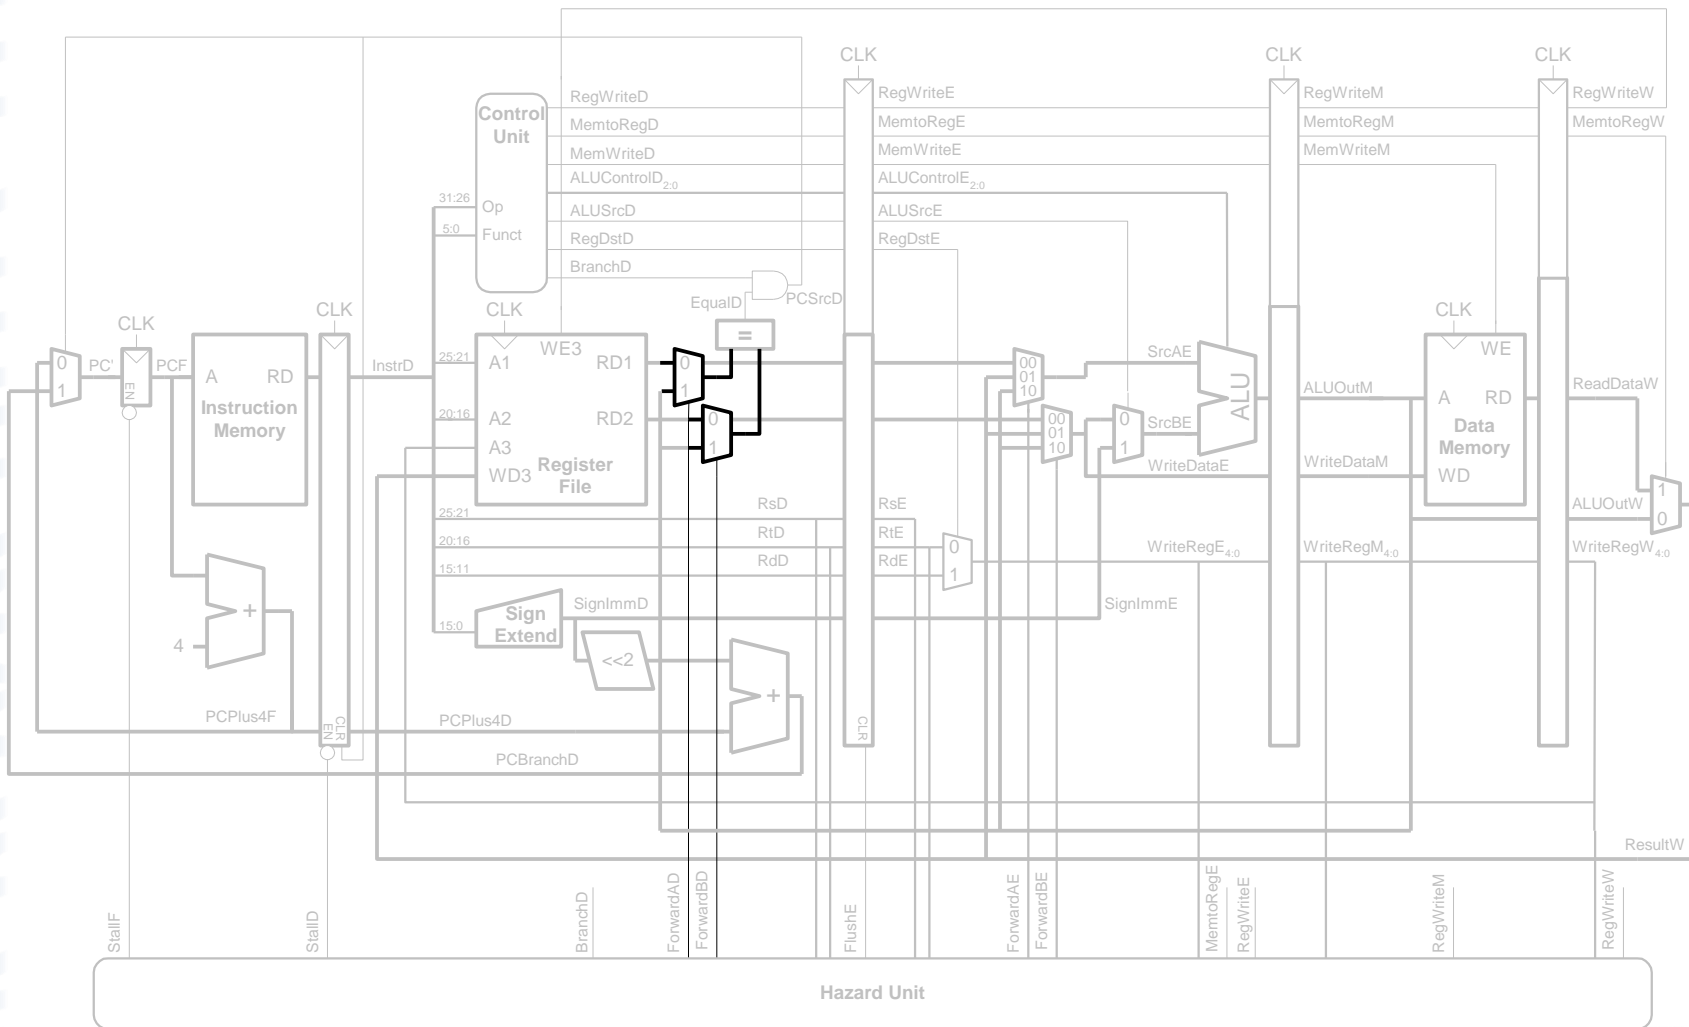 CLK CLK CLK
RegWriteD RegWriteE RegWriteM RegWriteW
Control
Unit
MemtoRegD MemtoRegE MemtoRegM MemtoRegW
MemWriteD MemWriteE MemWriteM
ALUControlD2:0 ALUControlE2:0
31:26 Op ALUSrcD ALUSrcE
5:0 Funct RegDstD RegDstE
BranchD
EqualD PCSrcD
CLK CLK CLK CLK
=
0 PC' PCF A RD InstrD 25:21 A1 WE3 RD1 0 00 SrcAE WE
1 EN 1 01
10
Instruction
Memory
ALU ALUOutM A RD ReadDataW
20:16 A2 RD2 0 00 0 SrcBE
A3 1 01 1
10
Data
Memory
WD3 Register
File
WriteDataE WriteDataM WD
1
0
25:21 RsD RsE ALUOutW
20:16 RtD RtE 0 WriteRegE4:0 WriteRegM4:0 WriteRegW4:0
15:11 RdD RdE 1
SignImmD SignImmE
Sign
Extend
15:0
+
4
<<2
+
PCPlus4F EN CLR PCPlus4D CLR
PCBranchD
ResultW
StallF StallD BranchD ForwardAD ForwardBD FlushE ForwardAE ForwardBE MemtoRegE RegWriteE RegWriteM RegWriteW
Hazard Unit